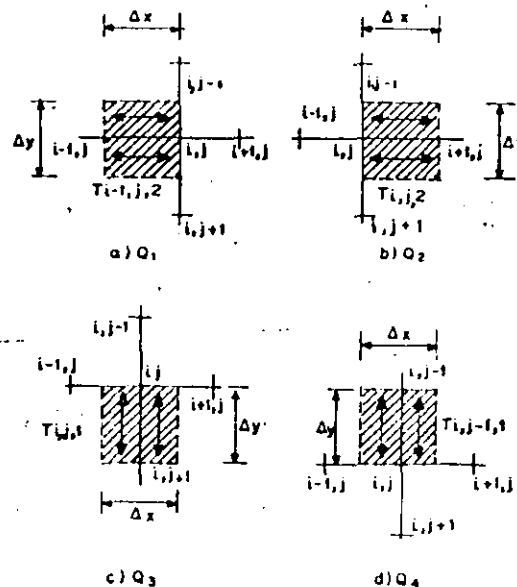 Δx
i,j-1
Δy
i-1,j
i,j
i+1,j
Ti-1,j,2
i,j+1
a) Q1
Δx
i,j-1
i-1,j
Δ
i,j
i+1,j
Ti,j,2
i,j+1
b) Q2
i,j-1
i-1,j
ij
i+1,j
Ti,j,1
Δy
i,j+1
Δx
c) Q3
Δx
i,j-1
Δy
Ti,j-1,1
i-1,j
i,j
i+1,j
i,j+1
d) Q4